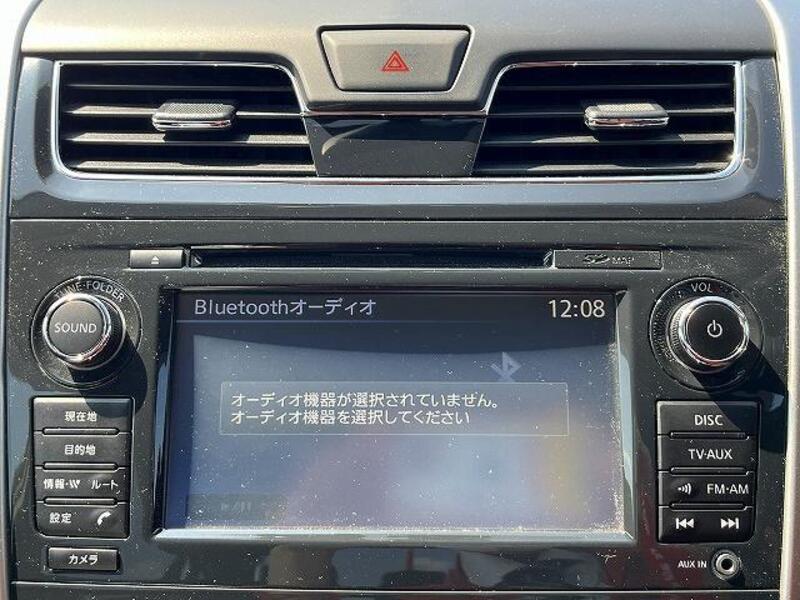 SD MAP
TUNE・FOLDER
SOUND
VOL
Bluetoothオーディオ
12:08
オーディオ機器が選択されていません。
オーディオ機器を選択してください
現在地
目的地
情報・VV ルート
設定
カメラ
DISC
TV・AUX
FM・AM
AUX IN